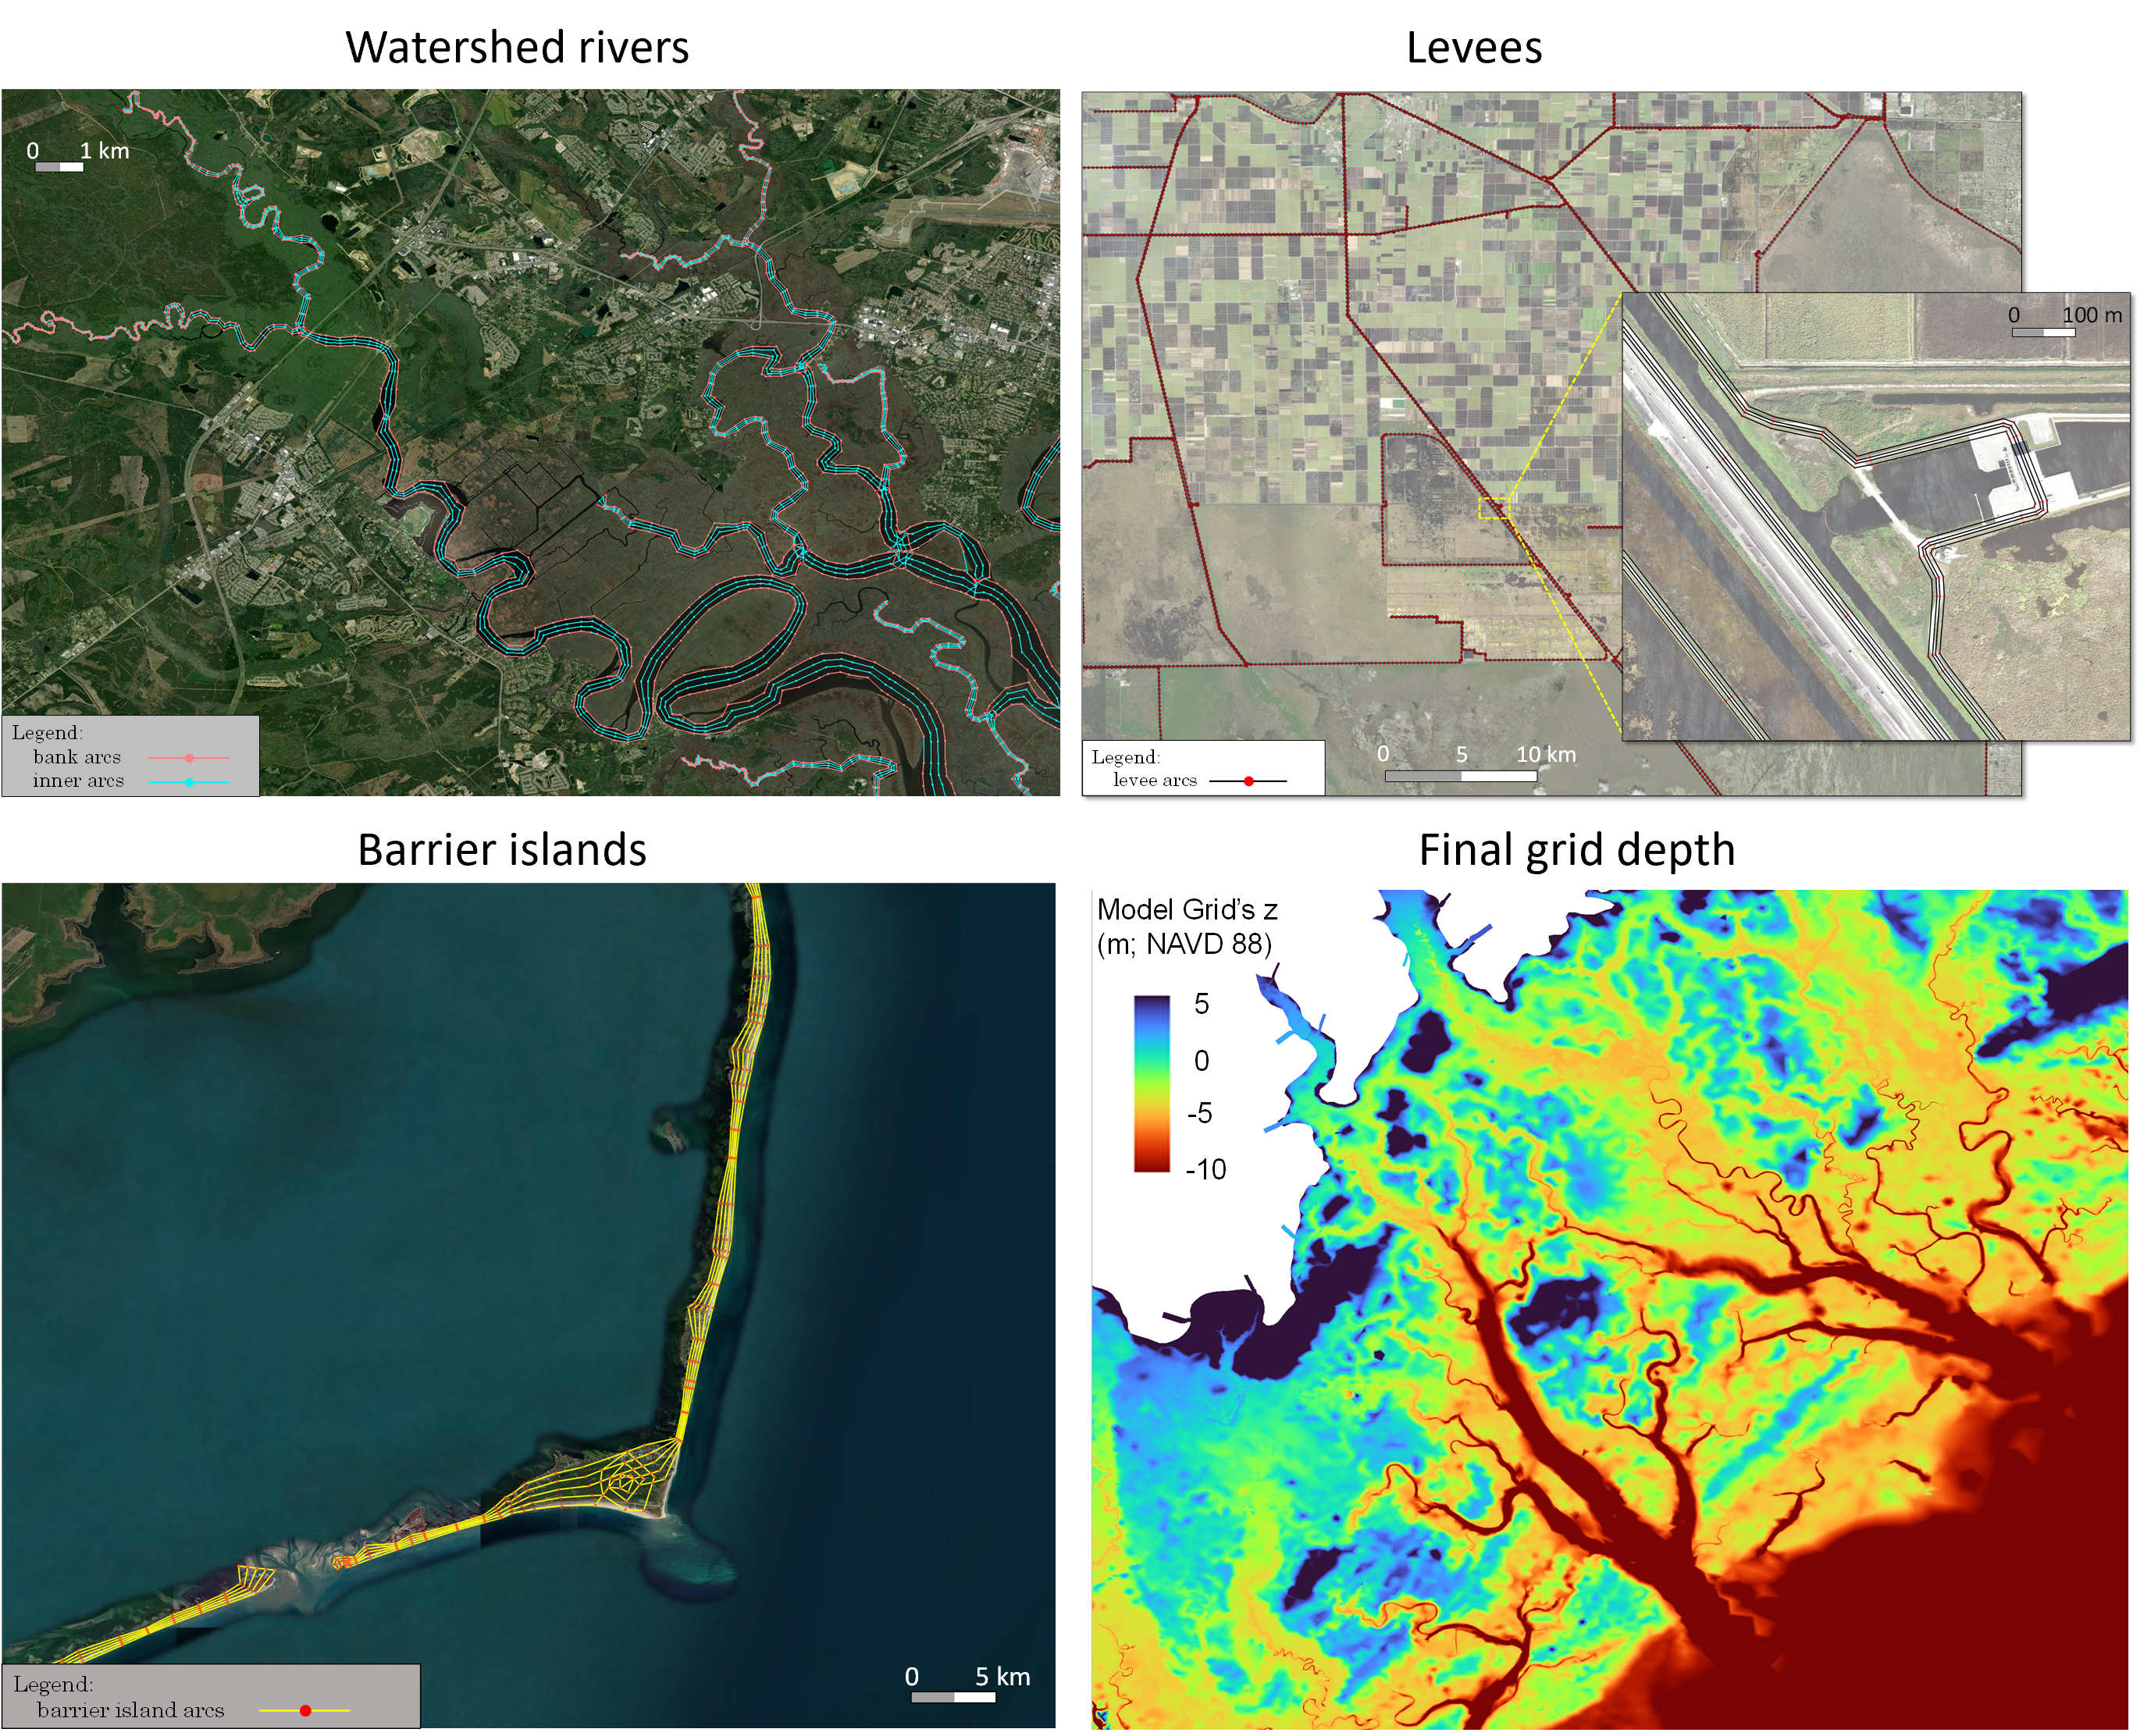 Watershed rivers
0 1 km
Legend:
bank arcs
inner arcs
Levees
0 100 m
Legend:
levee arcs
0 5 10 km
Barrier islands
Legend:
barrier island arcs
0 5 km
Final grid depth
Model Grid's z
(m; NAVD 88)
5
0
-5
-10